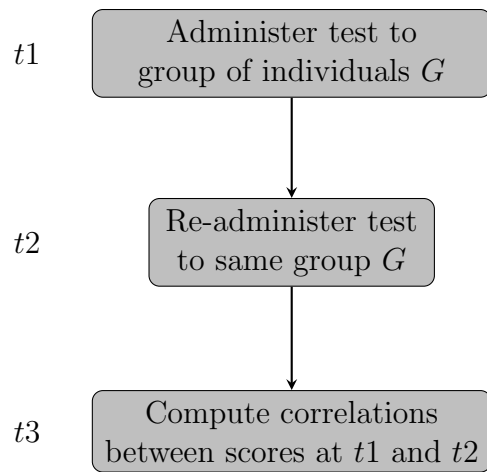 t1
Administer test to
group of individuals G
t2
Re-administer test
to same group G
t3
Compute correlations
between scores at t1 and t2